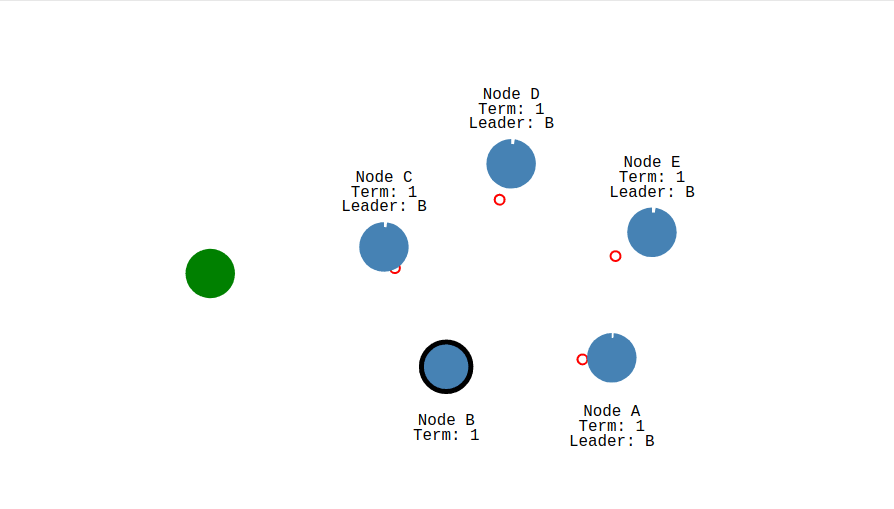 Node D
Term: 1
Leader: B
Node E
Term: 1
Leader: B
Node C
Term: 1
Leader: B
Node A
Term: 1
Leader: B
Node B
Term: 1